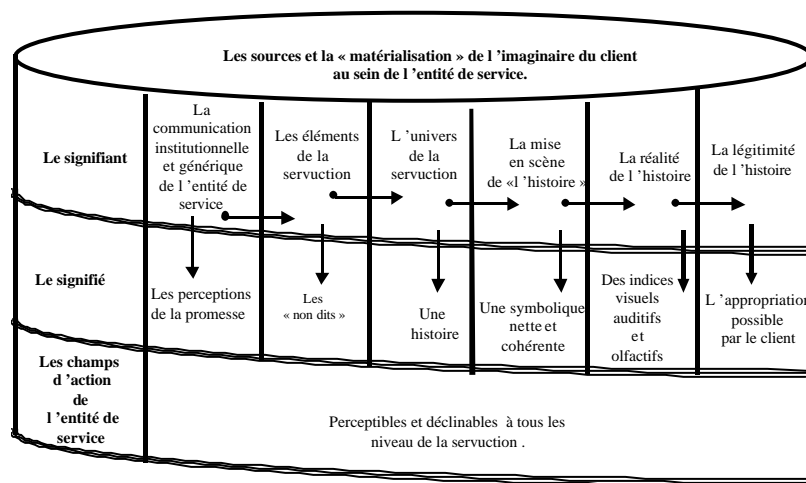 Les sources et la « matérialisation » de l 'imaginaire du client
au sein de l 'entité de service.
Le signifiant
La
communication
institutionnelle
et générique
de l 'entité de
service
Les éléments
de la
servuction
L 'univers
de la
servuction
La mise
en scène
de «l 'histoire »
La réalité
de l 'histoire
La légitimité
de l 'histoire
Le signifié
Les perceptions
de la promesse
Les
« non dits »
Une
histoire
Une symbolique
nette et
cohérente
Des indices
visuels
auditifs
et
olfactifs
L 'appropriation
possible
par le client
Les champs
d 'action
de
l 'entité de
service
Perceptibles et déclinables à tous les
niveau de la servuction .